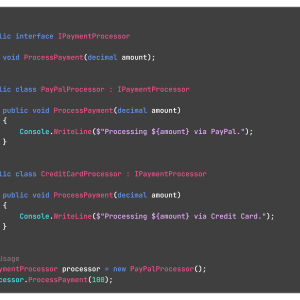 lic interface IPaymentProcessor
void ProcessPayment(decimal amount);
lic class PayPalProcessor : IPaymentProcessor
public void ProcessPayment(decimal amount)
{
Console.WriteLine($"Processing ${amount} via PayPal.");
}
lic class CreditCardProcessor : IPaymentProcessor
public void ProcessPayment(decimal amount)
{
Console.WriteLine($"Processing ${amount} via Credit Card.");
}
Usage
ymentProcessor processor = new PayPalProcessor();
cessor.ProcessPayment(100);